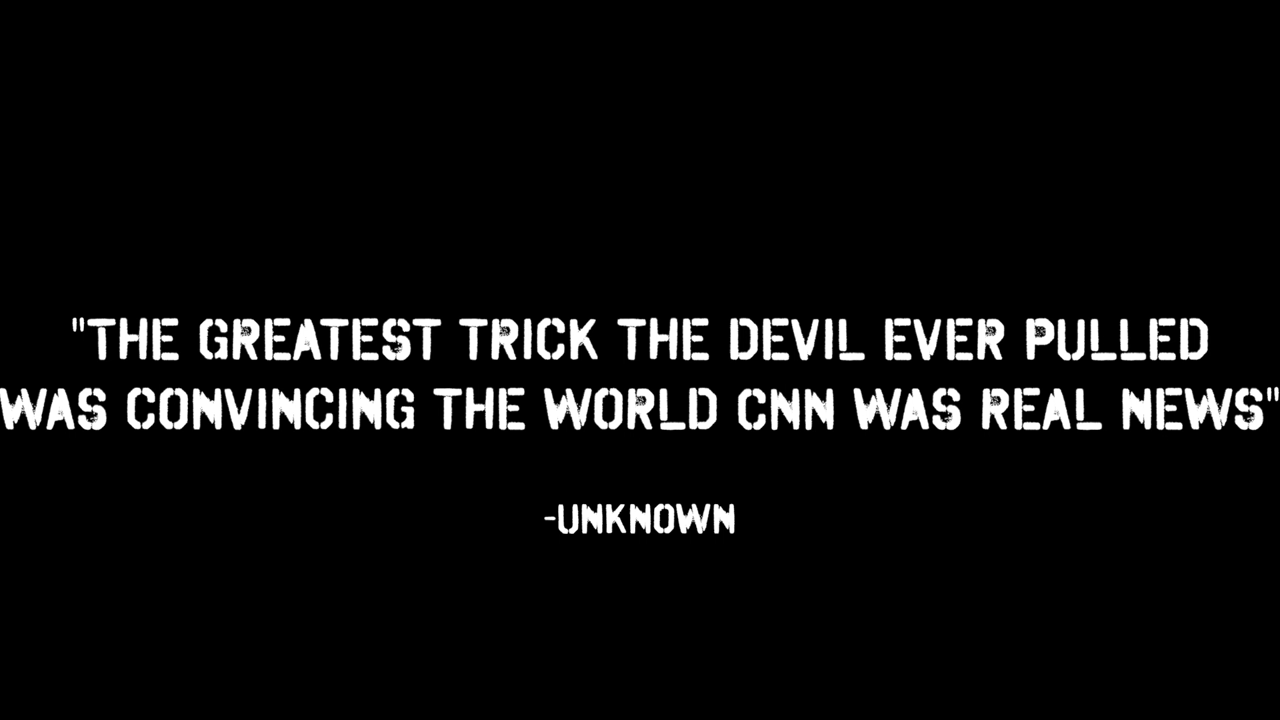 "THE GREATEST TRICK THE DEVIL EVER PULLED
WAS CONVINCING THE WORLD CNN WAS REAL NEWS"
-UNKNOWN